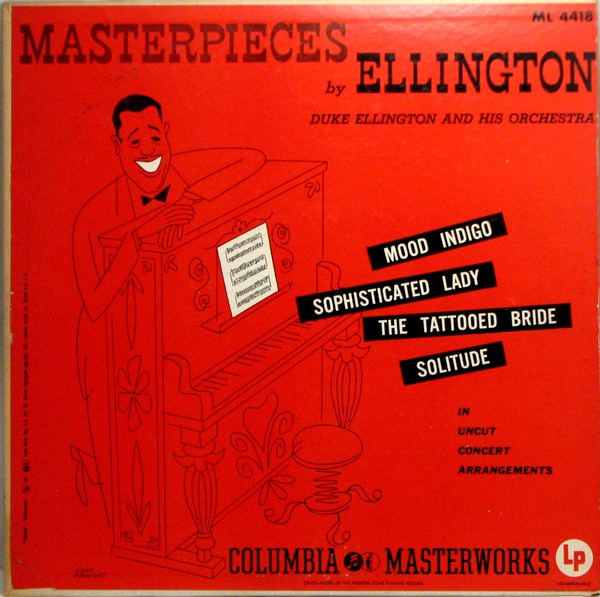 ML 4418
MASTERPIECES
by ELLINGTON
DUKE ELLINGTON AND HIS ORCHESTRA
MOOD INDIGO
SOPHISTICATED LADY
THE TATTOOED BRIDE
SOLITUDE
IN
UNCUT
CONCERT
ARRANGEMENTS
COLUMBIA MASTERWORKS
LP